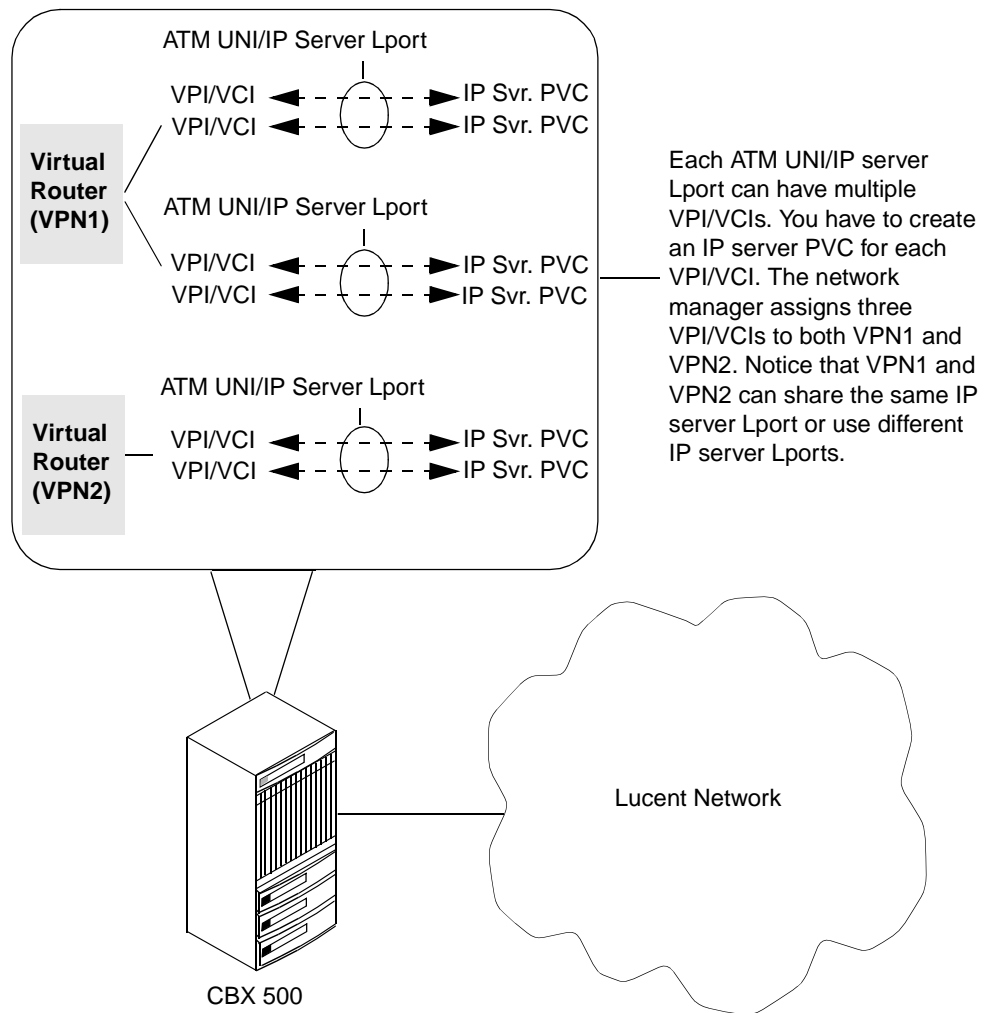 ATM UNI/IP Server Lport
VPI/VCI IP Svr. PVC
VPI/VCI IP Svr. PVC
Virtual
Router
(VPN1)
ATM UNI/IP Server Lport
VPI/VCI IP Svr. PVC
VPI/VCI IP Svr. PVC
ATM UNI/IP Server Lport
VPI/VCI IP Svr. PVC
VPI/VCI IP Svr. PVC
Virtual
Router
(VPN2)
Each ATM UNI/IP server
Lport can have multiple
VPI/VCIs. You have to create
an IP server PVC for each
VPI/VCI. The network
manager assigns three
VPI/VCIs to both VPN1 and
VPN2. Notice that VPN1 and
VPN2 can share the same IP
server Lport or use different
IP server Lports.
Lucent Network
CBX 500